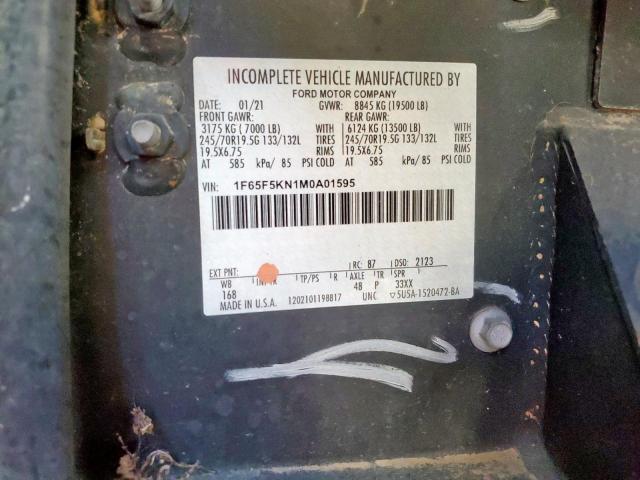 INCOMPLETE VEHICLE MANUFACTURED BY
FORD MOTOR COMPANY
DATE: 01/21 GVWR: 8845 KG (19500 LB)
FRONT GAWR: REAR GAWR:
3175 KG ( 7000 LB) WITH 6124 KG (13500 LB) WITH
245/70R19.5G 133/132L TIRES 245/70R19.5G 133/132L TIRES
19.5X6.75 RIMS 19.5X6.75 RIMS
AT 585 kPa/ 85 PSI COLD AT 585 kPa/ 85 PSI COLD
VIN: 1F65F5KN1M0A01595
EXT PNT: RC: 87 DSO: 2123
WB TP/PS R AXLE TR SPR
168 4B P 33XX
MADE IN U.S.A. 1202101198817 UNC ▽5U5A-1520472-BA